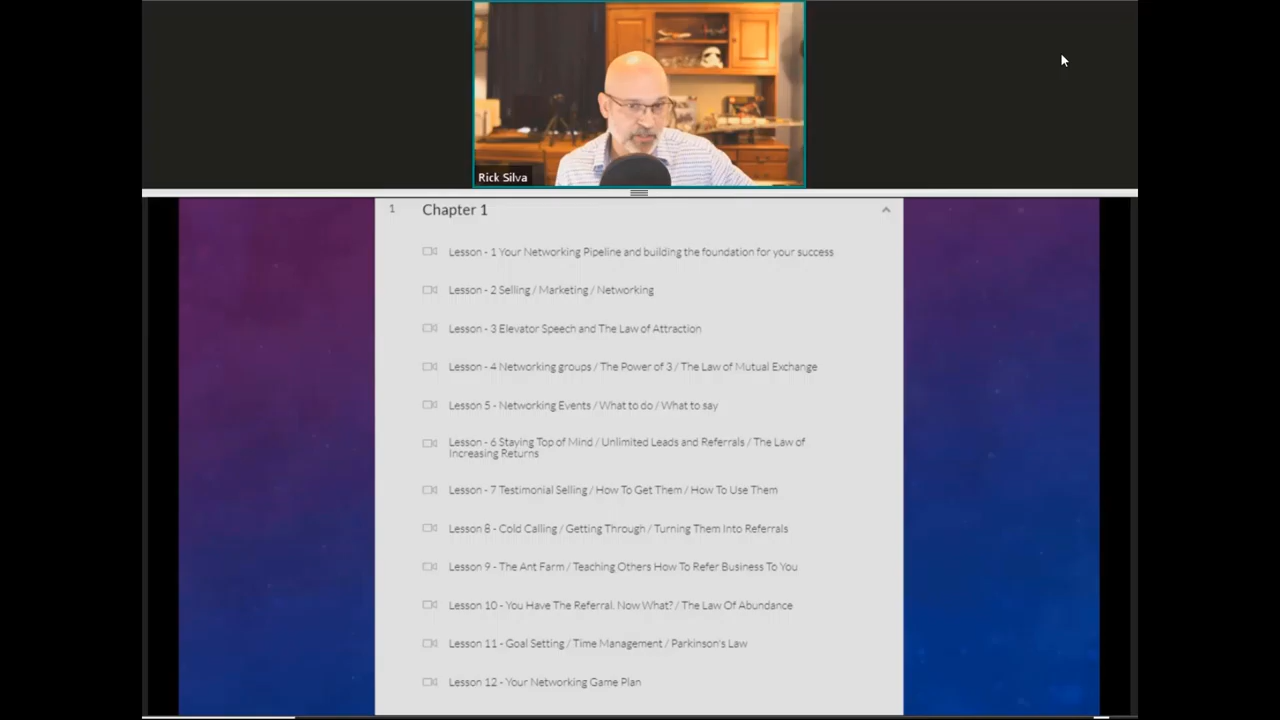 Rick Silva
1 Chapter 1
Lesson - 1 Your Networking Pipeline and building the foundation for your success
Lesson - 2 Selling / Marketing / Networking
Lesson - 3 Elevator Speech and The Law of Attraction
Lesson - 4 Networking groups / The Power of 3 / The Law of Mutual Exchange
Lesson 5 - Networking Events / What to do / What to say
Lesson - 6 Staying Top of Mind / Unlimited Leads and Referrals / The Law of
Increasing Returns
Lesson - 7 Testimonial Selling / How To Get Them / How To Use Them
Lesson 8 - Cold Calling / Getting Through / Turning Them Into Referrals
Lesson 9 - The Ant Farm / Teaching Others How To Refer Business To You
Lesson 10 - You Have The Referral. Now What? / The Law Of Abundance
Lesson 11 - Goal Setting / Time Management / Parkinson's Law
Lesson 12 - Your Networking Game Plan